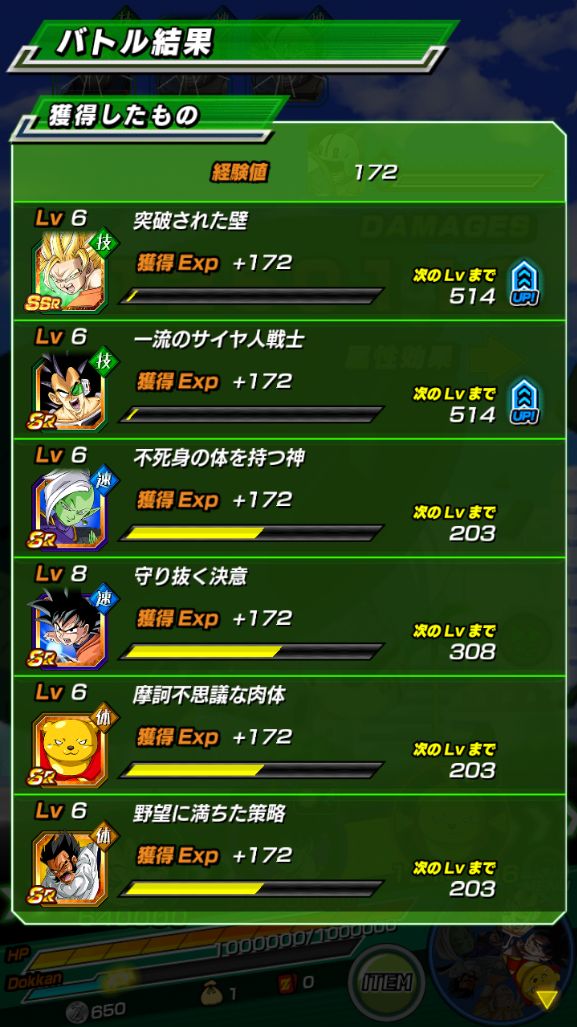 バトル結果
獲得したもの
経験値 172
Lv 6 突破された壁
技
獲得 Exp +172
次の Lv まで
514
UP!
SSR
Lv 6 一流のサイヤ人戦士
技
獲得 Exp +172
次の Lv まで
514
UP!
SR
Lv 6 不死身の体を持つ神
速
獲得 Exp +172
次の Lv まで
203
SR
Lv 8 守り抜く決意
速
獲得 Exp +172
次の Lv まで
308
SR
Lv 6 摩訶不思議な肉体
体
獲得 Exp +172
次の Lv まで
203
SR
Lv 6 野望に満ちた策略
体
獲得 Exp +172
次の Lv まで
203
SR
HP 1000000/1000000
Dokkan
Z 650
1
Z 0
ITEM